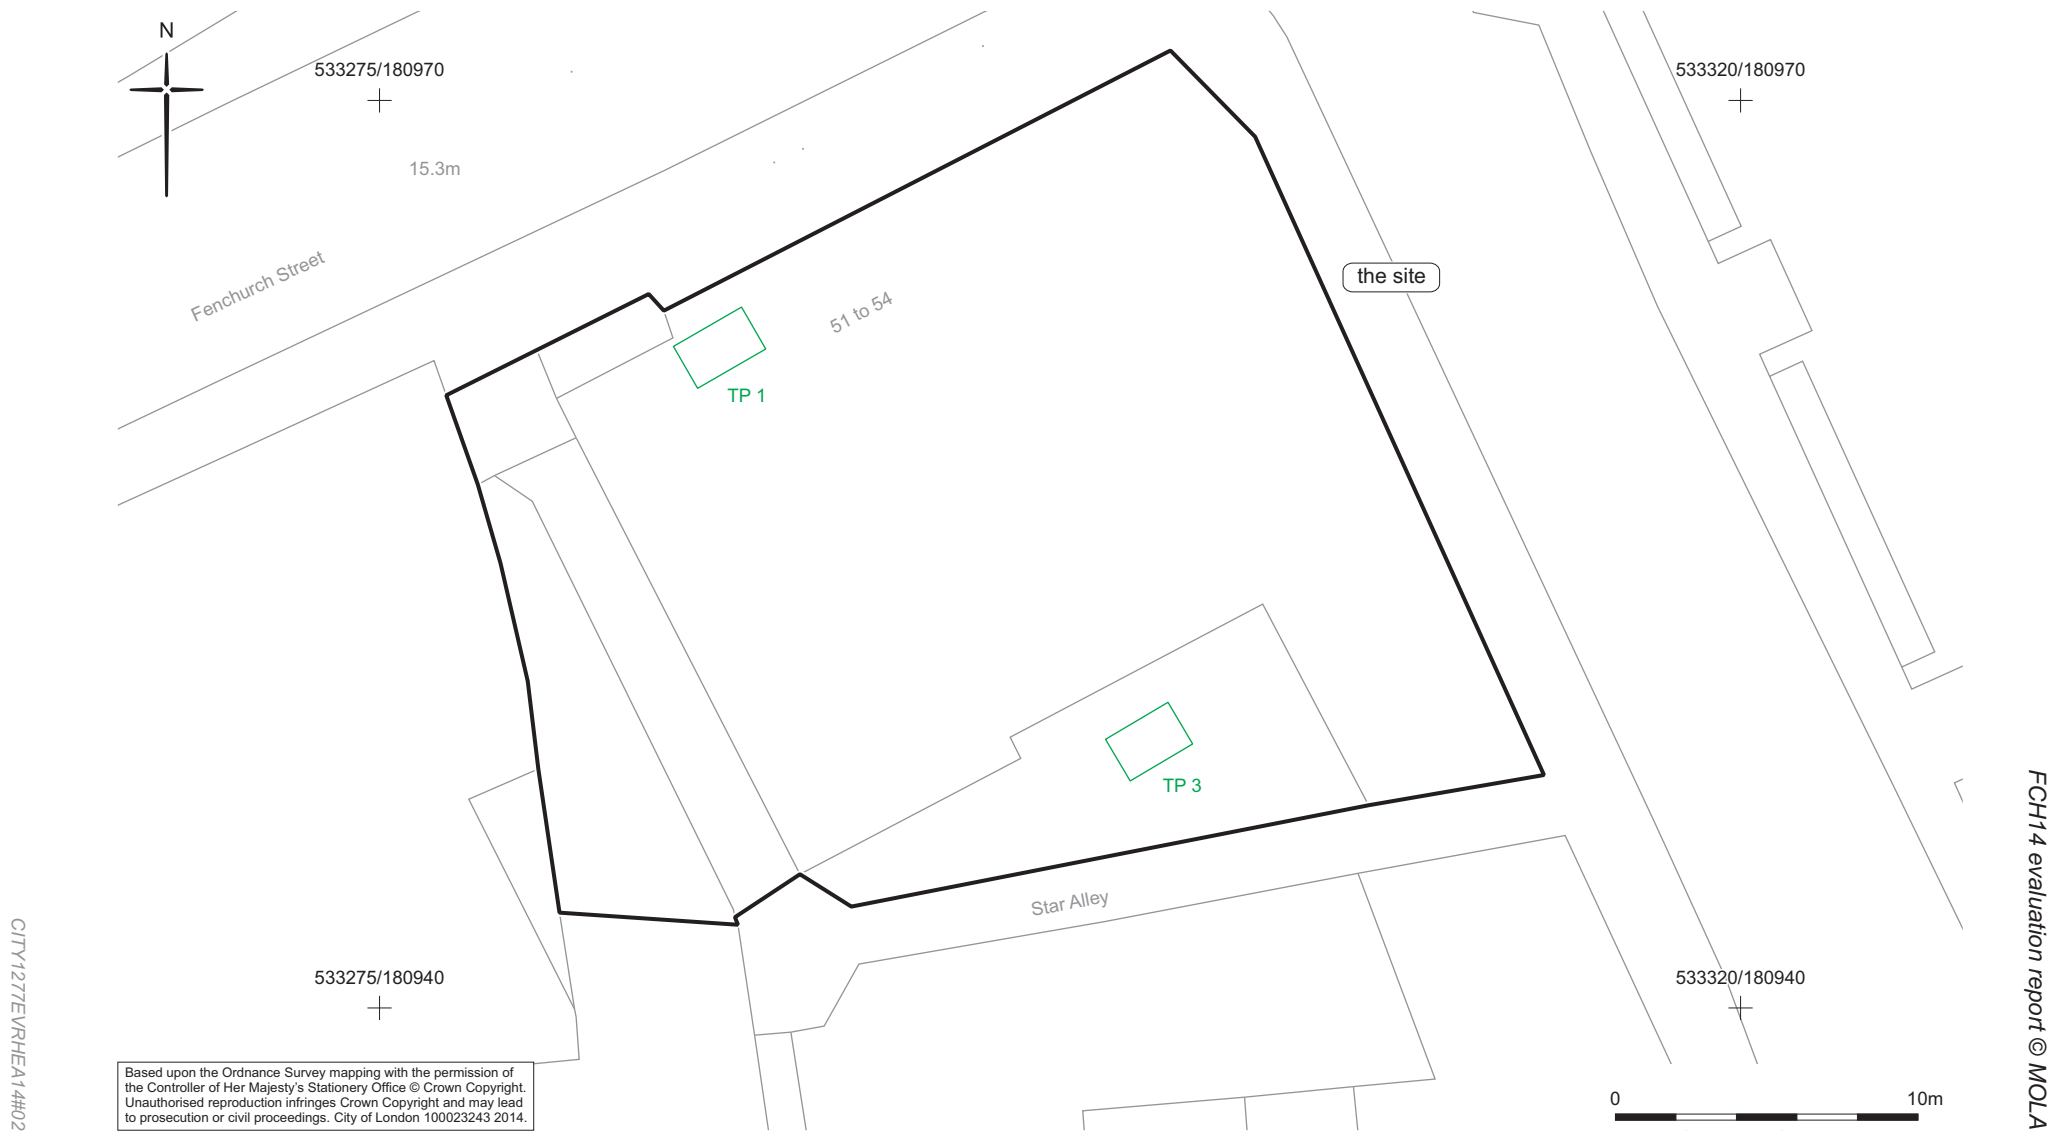 N
533275/180970
533320/180970
15.3m
Fenchurch Street
the site
51 to 54
TP 1
TP 3
Star Alley
533275/180940
533320/180940
Based upon the Ordnance Survey mapping with the permission of
the Controller of Her Majesty's Stationery Office © Crown Copyright.
Unauthorised reproduction infringes Crown Copyright and may lead
to prosecution or civil proceedings. City of London 100023243 2014.
0 10m
CITY1277EVRHEA14#02
FCH14 evaluation report © MOLA